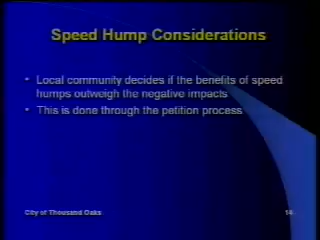 Speed Hump Considerations
• Local community decides if the benefits of speed
humps outweigh the negative impacts
• This is done through the petition process
City of Thousand Oaks
14